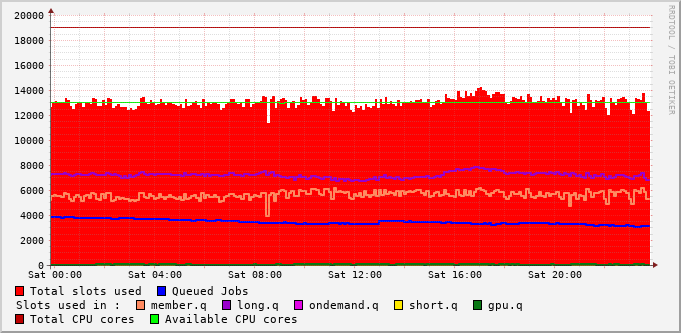 RRDTOOL / TOBI OETIKER
20000
18000
16000
14000
12000
10000
8000
6000
4000
2000
0
Sat 00:00 Sat 04:00 Sat 08:00 Sat 12:00 Sat 16:00 Sat 20:00
Total slots used Queued Jobs
Slots used in : member.q long.q ondemand.q short.q gpu.q
Total CPU cores Available CPU cores